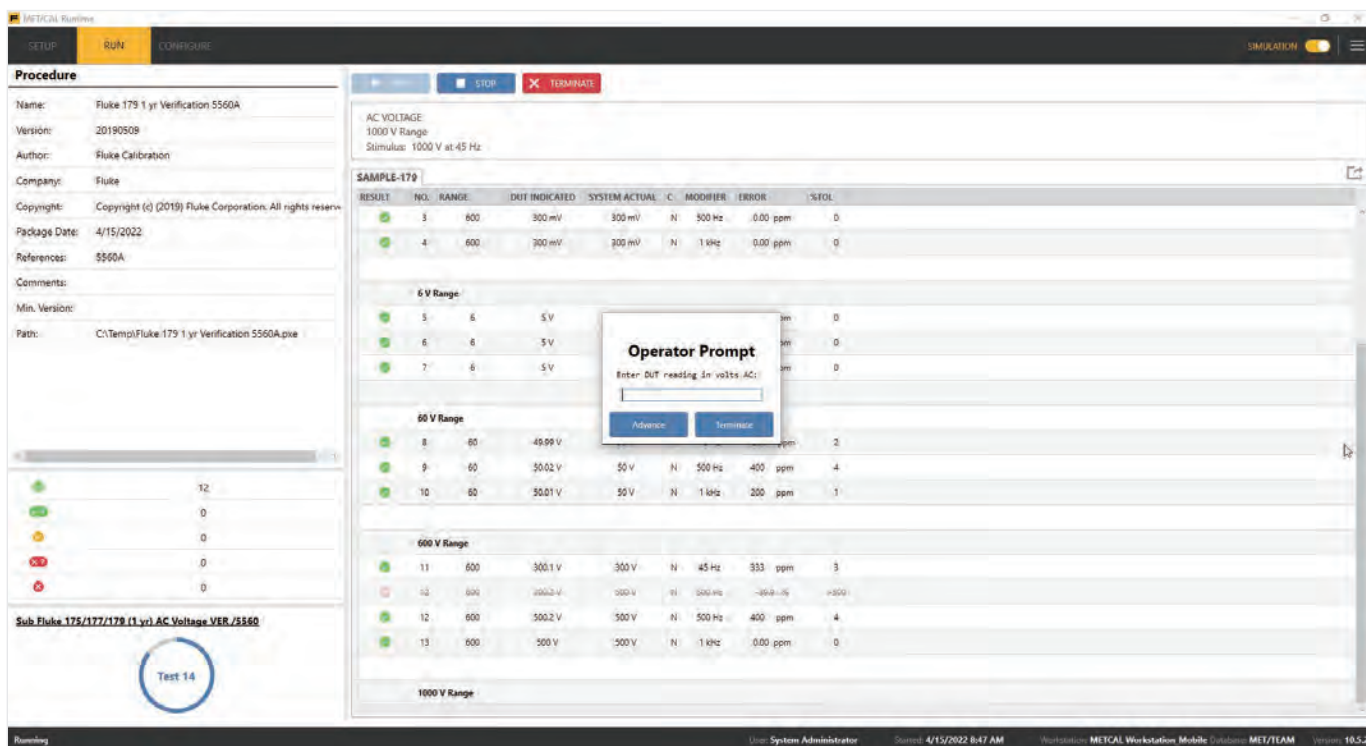 MET/CAL Runtime
SETUP RUN CONFIGURE SIMULATION
Procedure
Name: Fluke 179 1 yr Verification 5560A
Version: 20190509
Author: Fluke Calibration
Company: Fluke
Copyright: Copyright (c) (2019) Fluke Corporation. All rights reserv
Package Date: 4/15/2022
References: 5560A
Comments:
Min. Version:
Path: C:\Temp\Fluke 179 1 yr Verification 5560A.pxe
12
0
0
0
0
Sub Fluke 175/177/179 (1 yr) AC Voltage VER /5560
Test 14
STOP TERMINATE
AC VOLTAGE
1000 V Range
Stimulus: 1000 V at 45 Hz
SAMPLE-179
RESULT NO. RANGE DUT INDICATED SYSTEM ACTUAL C MODIFIER ERROR %TOL
3 600 300 mV 300 mV N 500 Hz 0.00 ppm 0
4 600 300 mV 300 mV N 1 kHz 0.00 ppm 0
6 V Range
5 6 5 V 0
6 6 5 V 0
7 6 5 V 0
60 V Range
8 60 49.99 V ppm 2
9 60 50.02 V 50 V N 500 Hz 400 ppm 4
10 60 50.01 V 50 V N 1 kHz 200 ppm 1
600 V Range
11 600 300.1 V 300 V N 45 Hz 333 ppm 3
12 600 500 V N 500 Hz
12 600 500.2 V 500 V N 500 Hz 400 ppm 4
13 600 500 V 500 V N 1 kHz 0.00 ppm 0
1000 V Range
Operator Prompt
Enter DUT reading in volts AC:
Advance Terminate
Running User: System Administrator Started: 4/15/2022 8:47 AM Workstation: METCAL Workstation Mobile Database: MET/TEAM Version: 10.5.